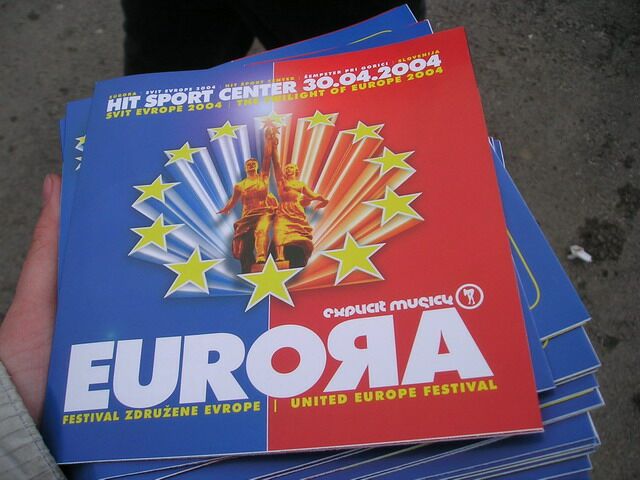 EURORA | SVIT EVROPE 2004 | HIT SPORT CENTER | ŠEMPETER PRI GORICI | SLOVENIJA
HIT SPORT CENTER 30.04.2004
SVIT EVROPE 2004 THE TWILIGHT OF EUROPE 2004
explicit musick
EUROЯA
FESTIVAL ZDRUŽENE EVROPE | UNITED EUROPE FESTIVAL